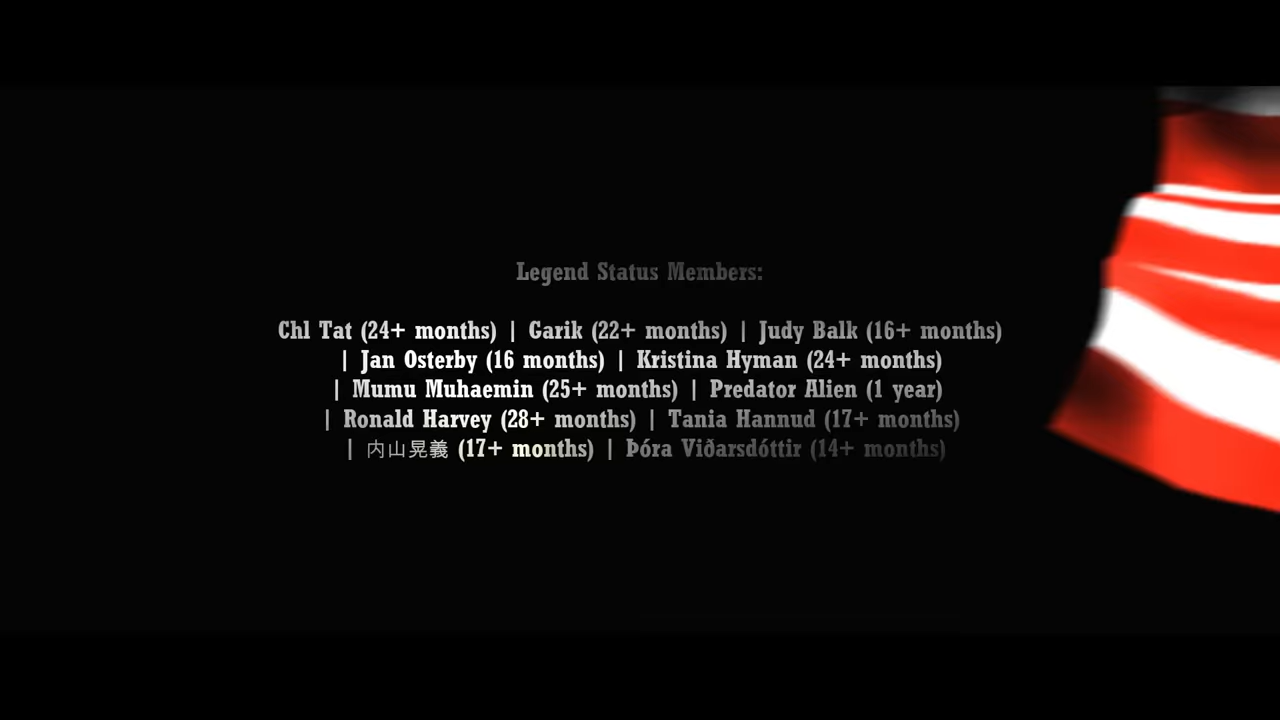 Legend Status Members:
Chl Tat (24+ months) | Garik (22+ months) | Judy Balk (16+ months)
| Jan Osterby (16 months) | Kristina Hyman (24+ months)
| Mumu Muhaemin (25+ months) | Predator Alien (1 year)
| Ronald Harvey (28+ months) | Tania Hannud (17+ months)
| 内山晃義 (17+ months) | Þóra Viðarsdóttir (14+ months)